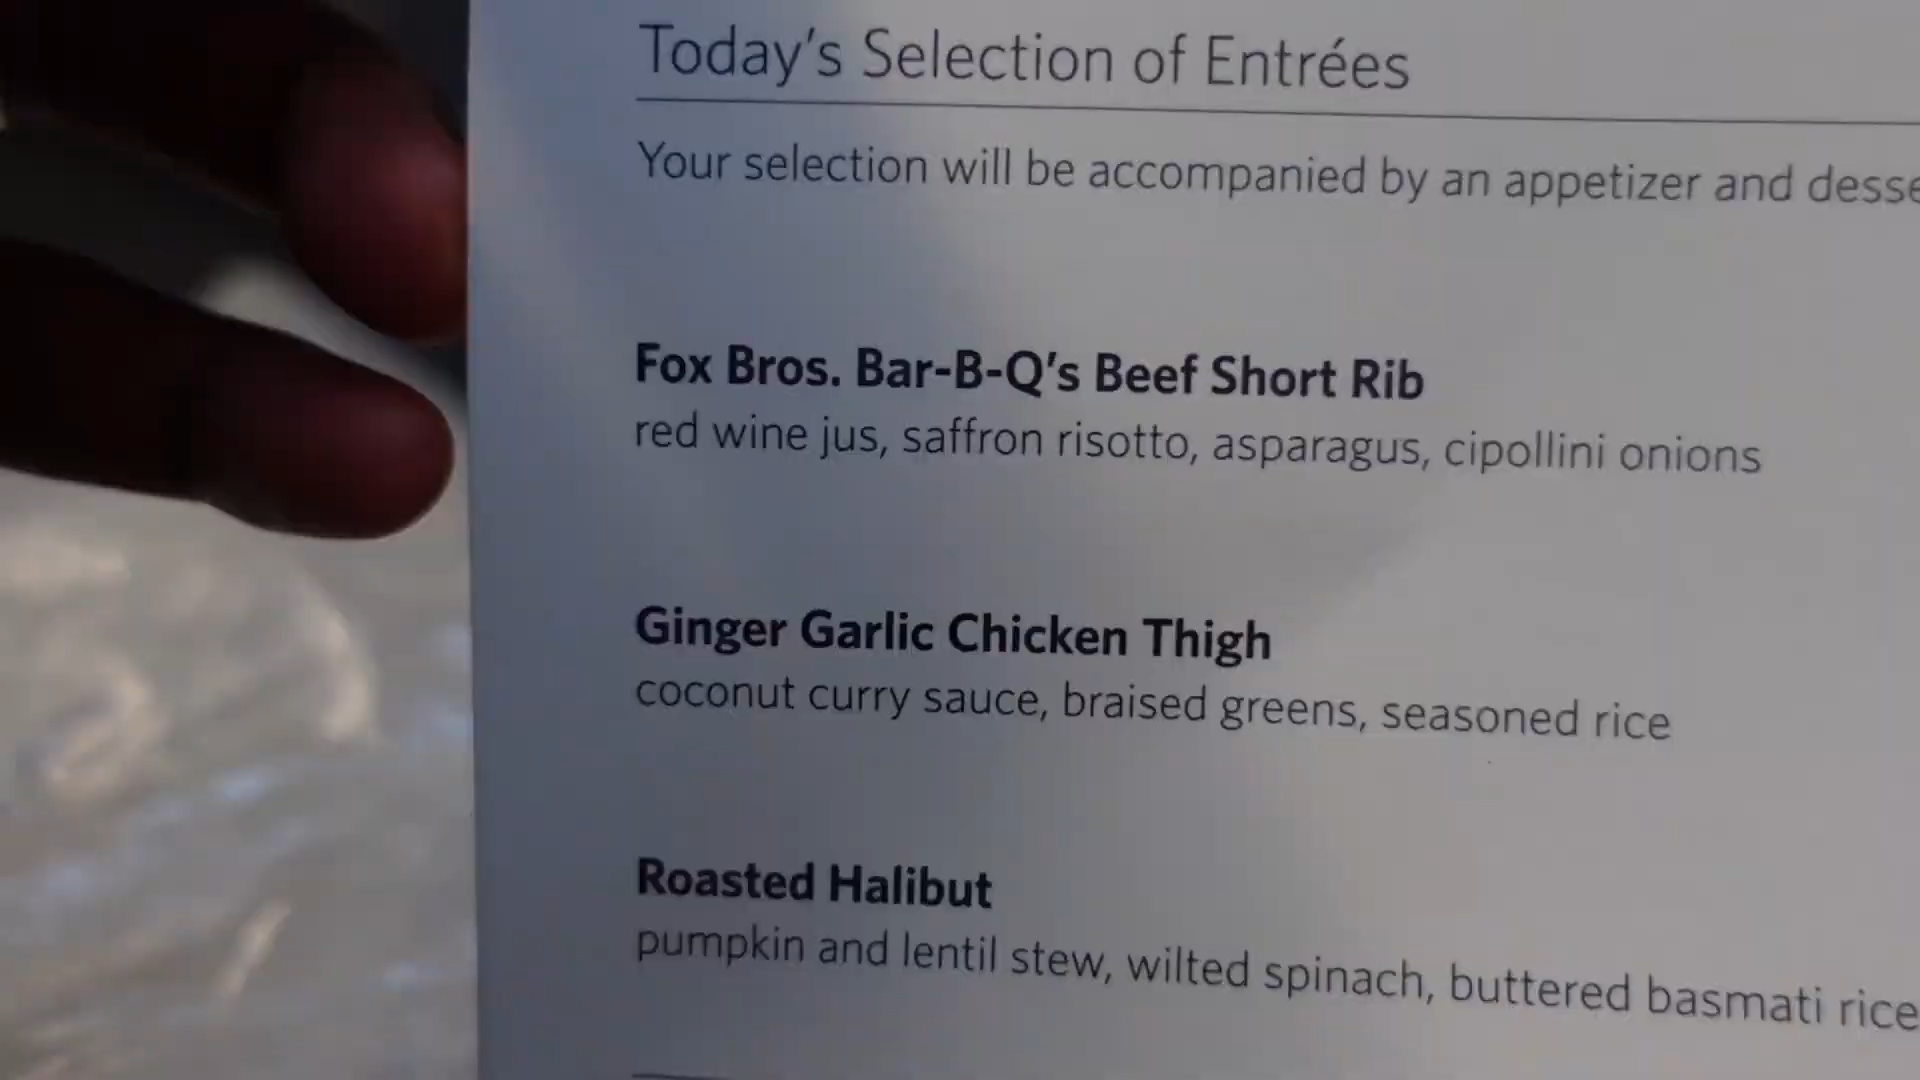 Today's Selection of Entrées
Your selection will be accompanied by an appetizer and
Fox Bros. Bar-B-Q's Beef Short Rib
red wine jus, saffron risotto, asparagus, cipollini onions
Ginger Garlic Chicken Thigh
coconut curry sauce, braised greens, seasoned rice
Roasted Halibut
pumpkin and lentil stew, wilted spinach, buttered basmati rice